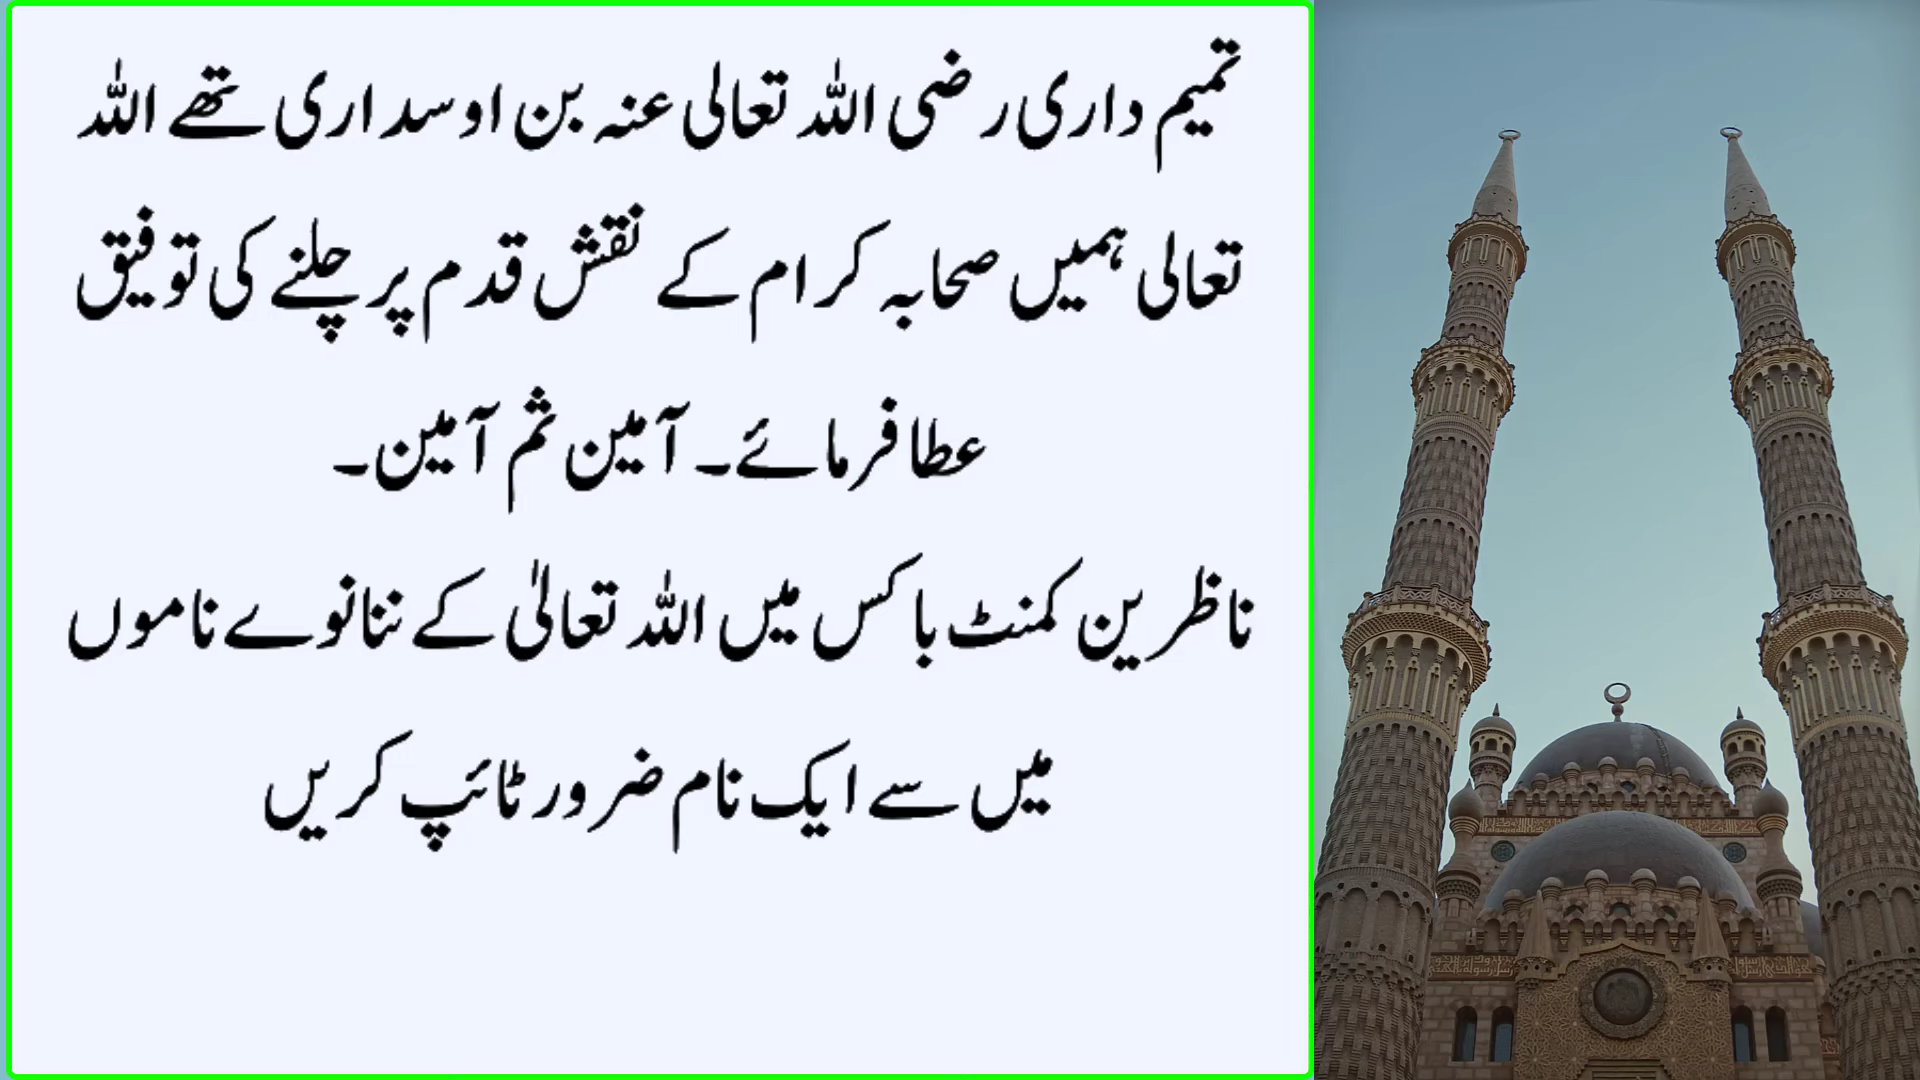 تمیم داری رضی اللہ تعالی عنہ بن اوسداری تھے اللہ
تعالی ہمیں صحابہ کرام کے نقش قدم پر چلنے کی توفیق
عطا فرمائے۔ آمین ثم آمین۔
ناظرین کمنٹ باکس میں اللہ تعالیٰ کے ننانوے ناموں
میں سے ایک نام ضرور ٹائپ کریں